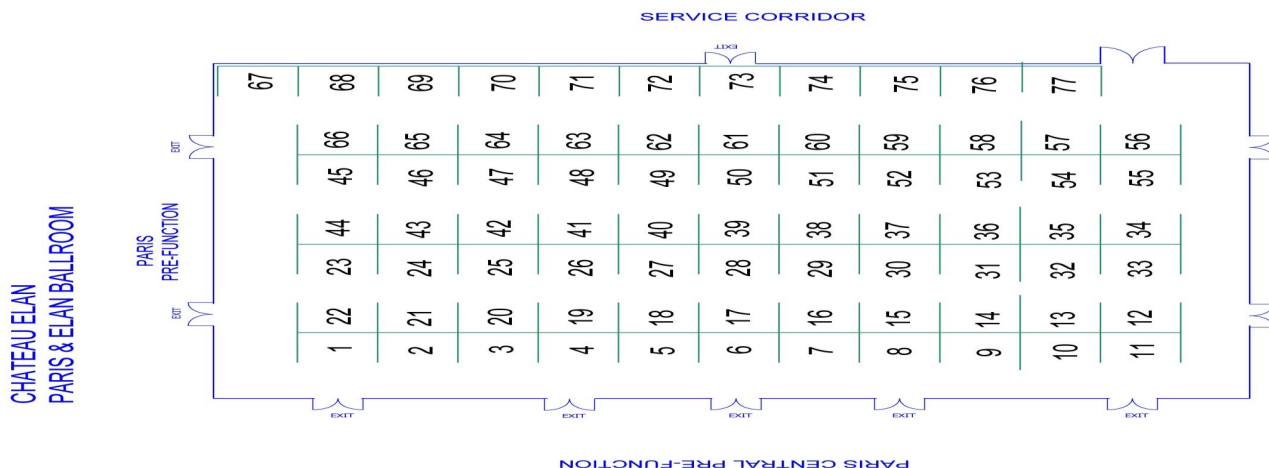 SERVICE CORRIDOR
EXIT
67 68 69 70 71 72 73 74 75 76 77
66 65 64 63 62 61 60 59 58 57 56
EXIT
45 46 47 48 49 50 51 52 53 54 55
CHATEAU ELAN
PARIS & ELAN BALLROOM
PARIS
PRE-FUNCTION
44 43 42 41 40 39 38 37 36 35 34
23 24 25 26 27 28 29 30 31 32 33
EXIT
22 21 20 19 18 17 16 15 14 13 12
1 2 3 4 5 6 7 8 9 10 11
EXIT EXIT EXIT EXIT EXIT
PARIS CENTRAL PRE-FUNCTION